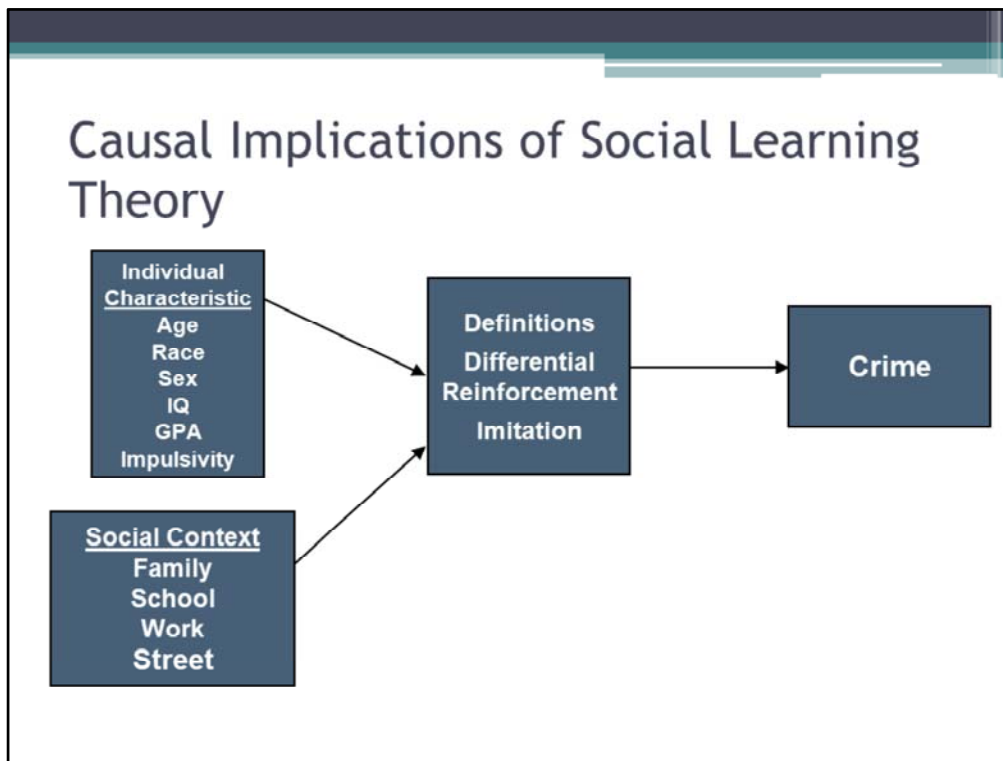 Causal Implications of Social Learning
Theory
Individual
Characteristic
Age
Race
Sex
IQ
GPA
Impulsivity
Social Context
Family
School
Work
Street
Definitions
Differential
Reinforcement
Imitation
Crime